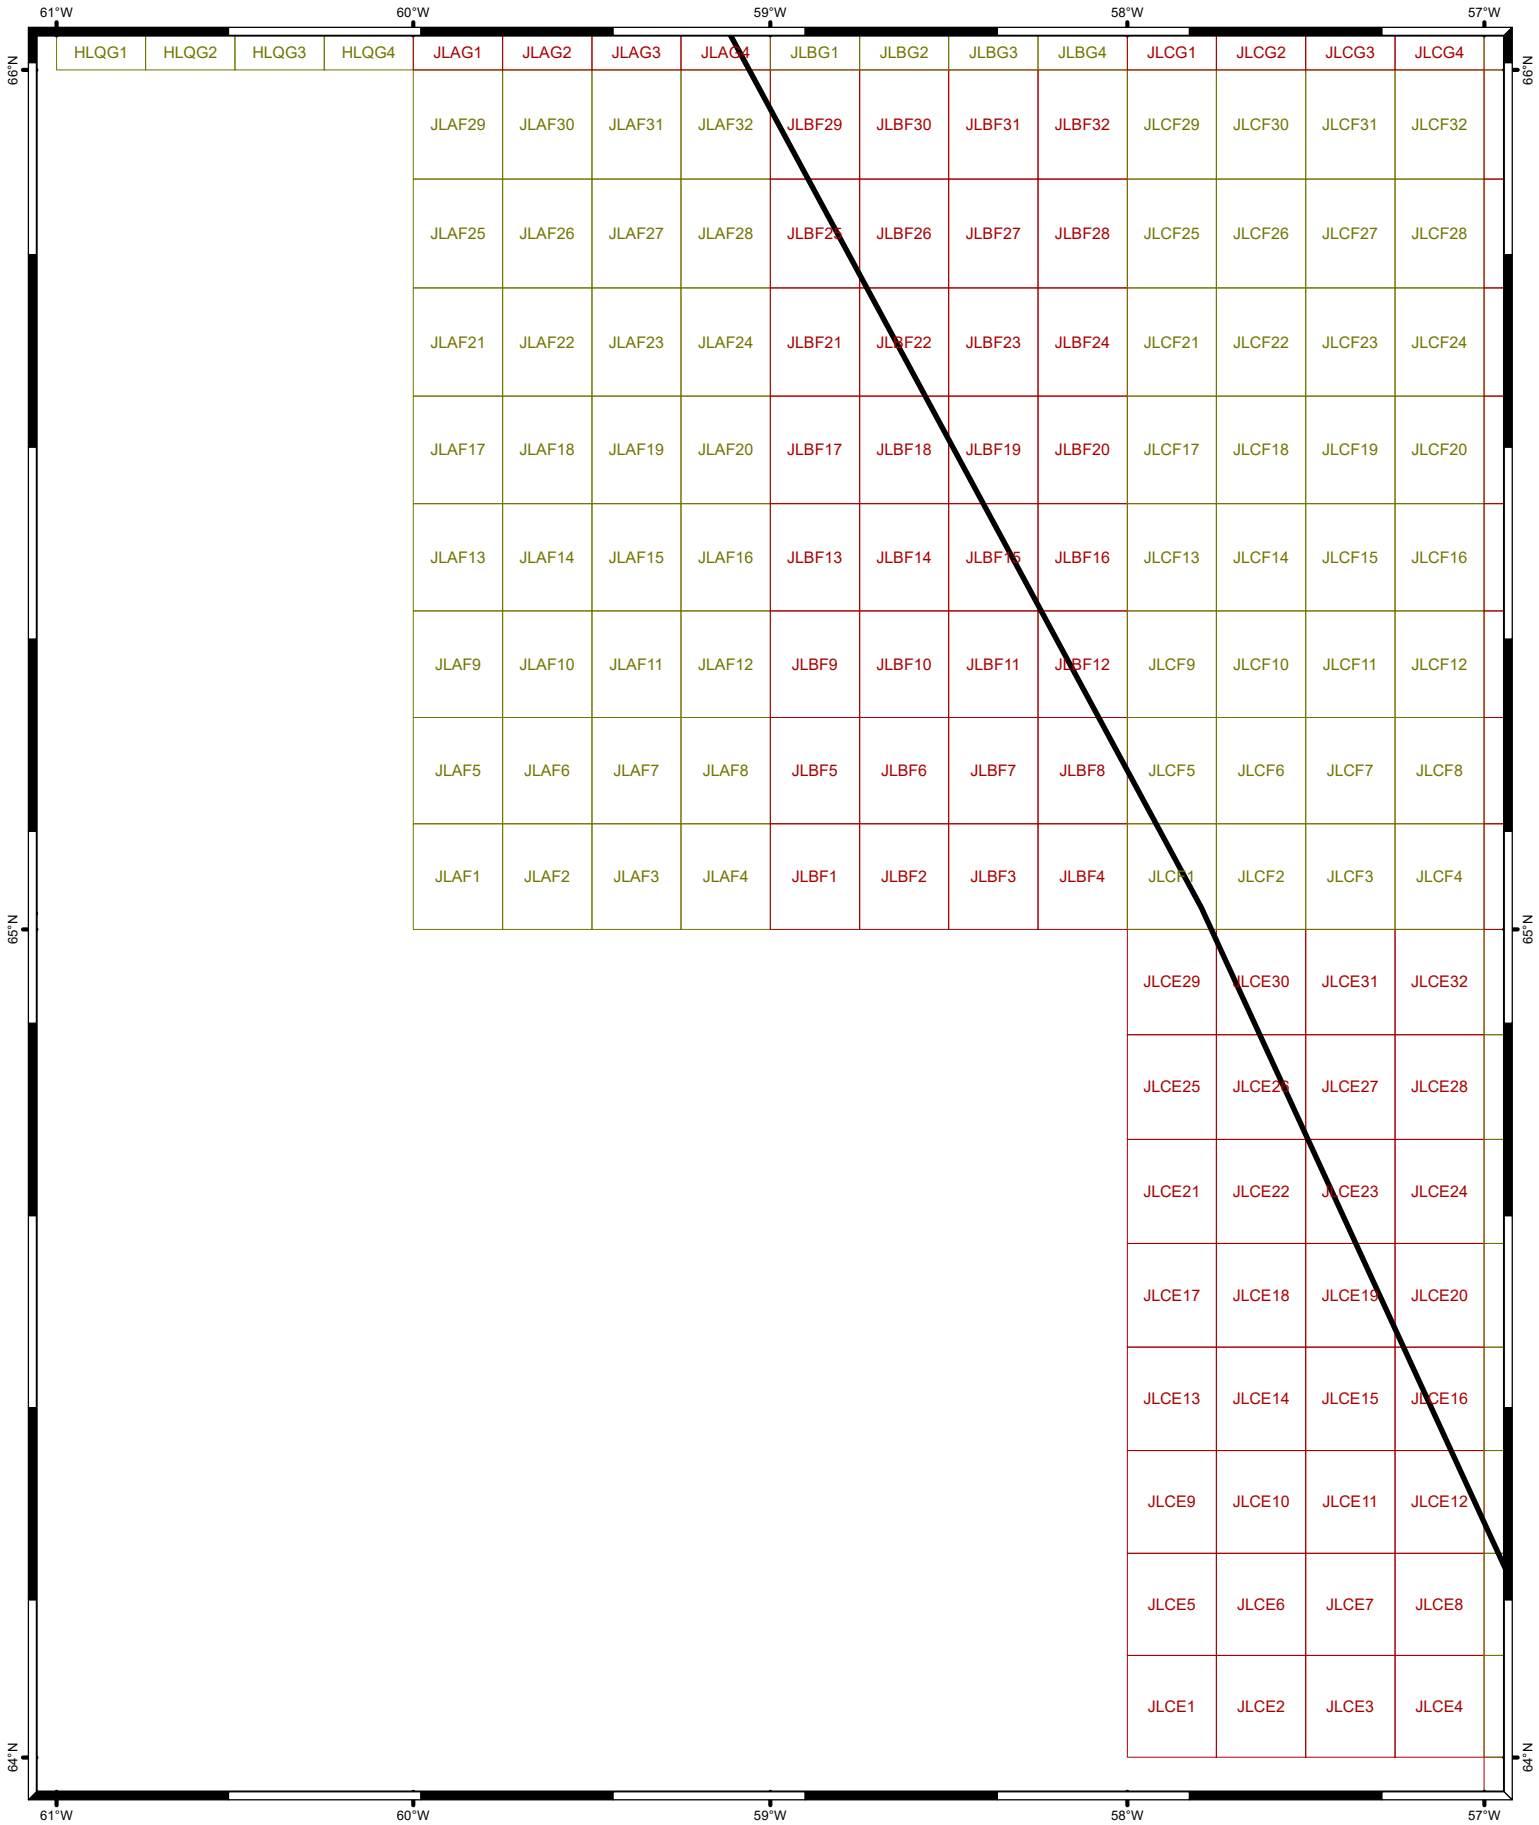 61°W 60°W 59°W 58°W 57°W
HLQG1 HLQG2 HLQG3 HLQG4 JLAG1 JLAG2 JLAG3 JLAG4 JLBG1 JLBG2 JLBG3 JLBG4 JLCG1 JLCG2 JLCG3 JLCG4
66°N 66°N
JLAF29 JLAF30 JLAF31 JLAF32 JLBF29 JLBF30 JLBF31 JLBF32 JLCF29 JLCF30 JLCF31 JLCF32
JLAF25 JLAF26 JLAF27 JLAF28 JLBF25 JLBF26 JLBF27 JLBF28 JLCF25 JLCF26 JLCF27 JLCF28
JLAF21 JLAF22 JLAF23 JLAF24 JLBF21 JLBF22 JLBF23 JLBF24 JLCF21 JLCF22 JLCF23 JLCF24
JLAF17 JLAF18 JLAF19 JLAF20 JLBF17 JLBF18 JLBF19 JLBF20 JLCF17 JLCF18 JLCF19 JLCF20
JLAF13 JLAF14 JLAF15 JLAF16 JLBF13 JLBF14 JLBF15 JLBF16 JLCF13 JLCF14 JLCF15 JLCF16
JLAF9 JLAF10 JLAF11 JLAF12 JLBF9 JLBF10 JLBF11 JLBF12 JLCF9 JLCF10 JLCF11 JLCF12
JLAF5 JLAF6 JLAF7 JLAF8 JLBF5 JLBF6 JLBF7 JLBF8 JLCF5 JLCF6 JLCF7 JLCF8
JLAF1 JLAF2 JLAF3 JLAF4 JLBF1 JLBF2 JLBF3 JLBF4 JLCF1 JLCF2 JLCF3 JLCF4
65°N 65°N
JLCE29 JLCE30 JLCE31 JLCE32
JLCE25 JLCE26 JLCE27 JLCE28
JLCE21 JLCE22 JLCE23 JLCE24
JLCE17 JLCE18 JLCE19 JLCE20
JLCE13 JLCE14 JLCE15 JLCE16
JLCE9 JLCE10 JLCE11 JLCE12
JLCE5 JLCE6 JLCE7 JLCE8
JLCE1 JLCE2 JLCE3 JLCE4
64°N 64°N
61°W 60°W 59°W 58°W 57°W